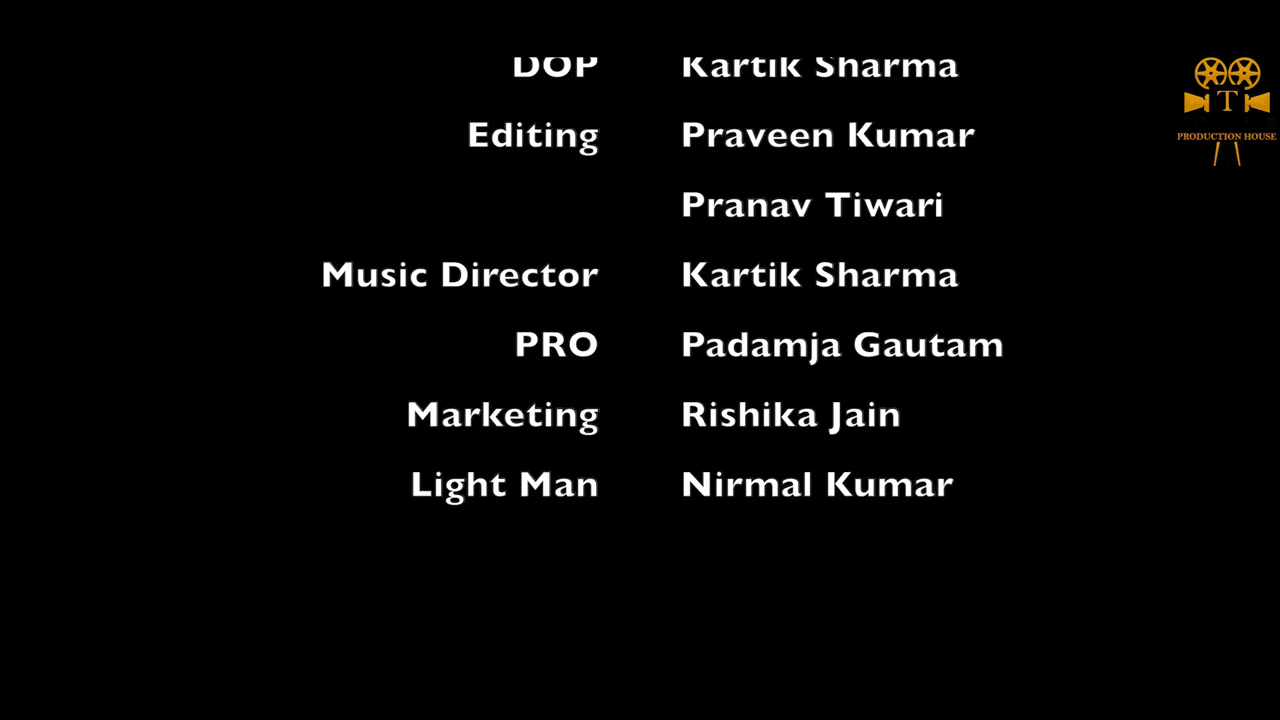 DOP Kartik Sharma
Editing Praveen Kumar
Pranav Tiwari
Music Director Kartik Sharma
PRO Padamja Gautam
Marketing Rishika Jain
Light Man Nirmal Kumar
T
PRODUCTION HOUSE